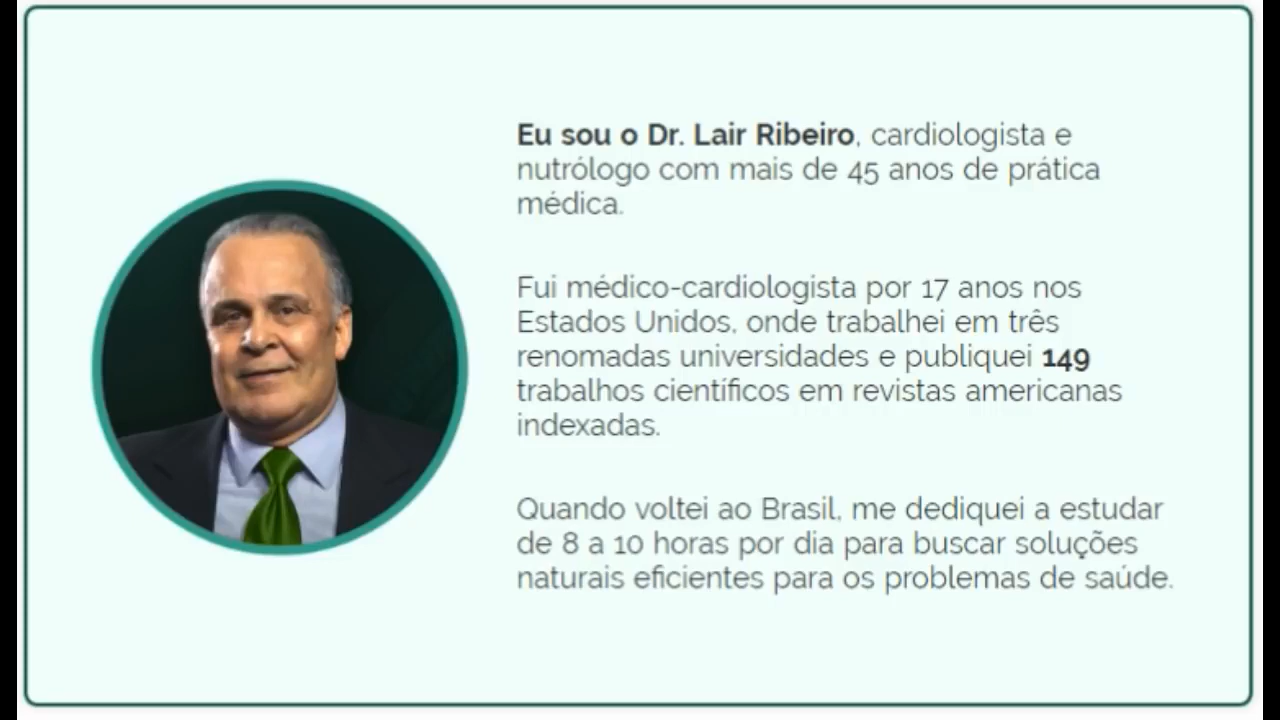 Eu sou o Dr. Lair Ribeiro, cardiologista e
nutrólogo com mais de 45 anos de prática
médica.
Fui médico-cardiologista por 17 anos nos
Estados Unidos, onde trabalhei em três
renomadas universidades e publiquei 149
trabalhos científicos em revistas americanas
indexadas.
Quando voltei ao Brasil, me dediquei a estudar
de 8 a 10 horas por dia para buscar soluções
naturais eficientes para os problemas de saúde.